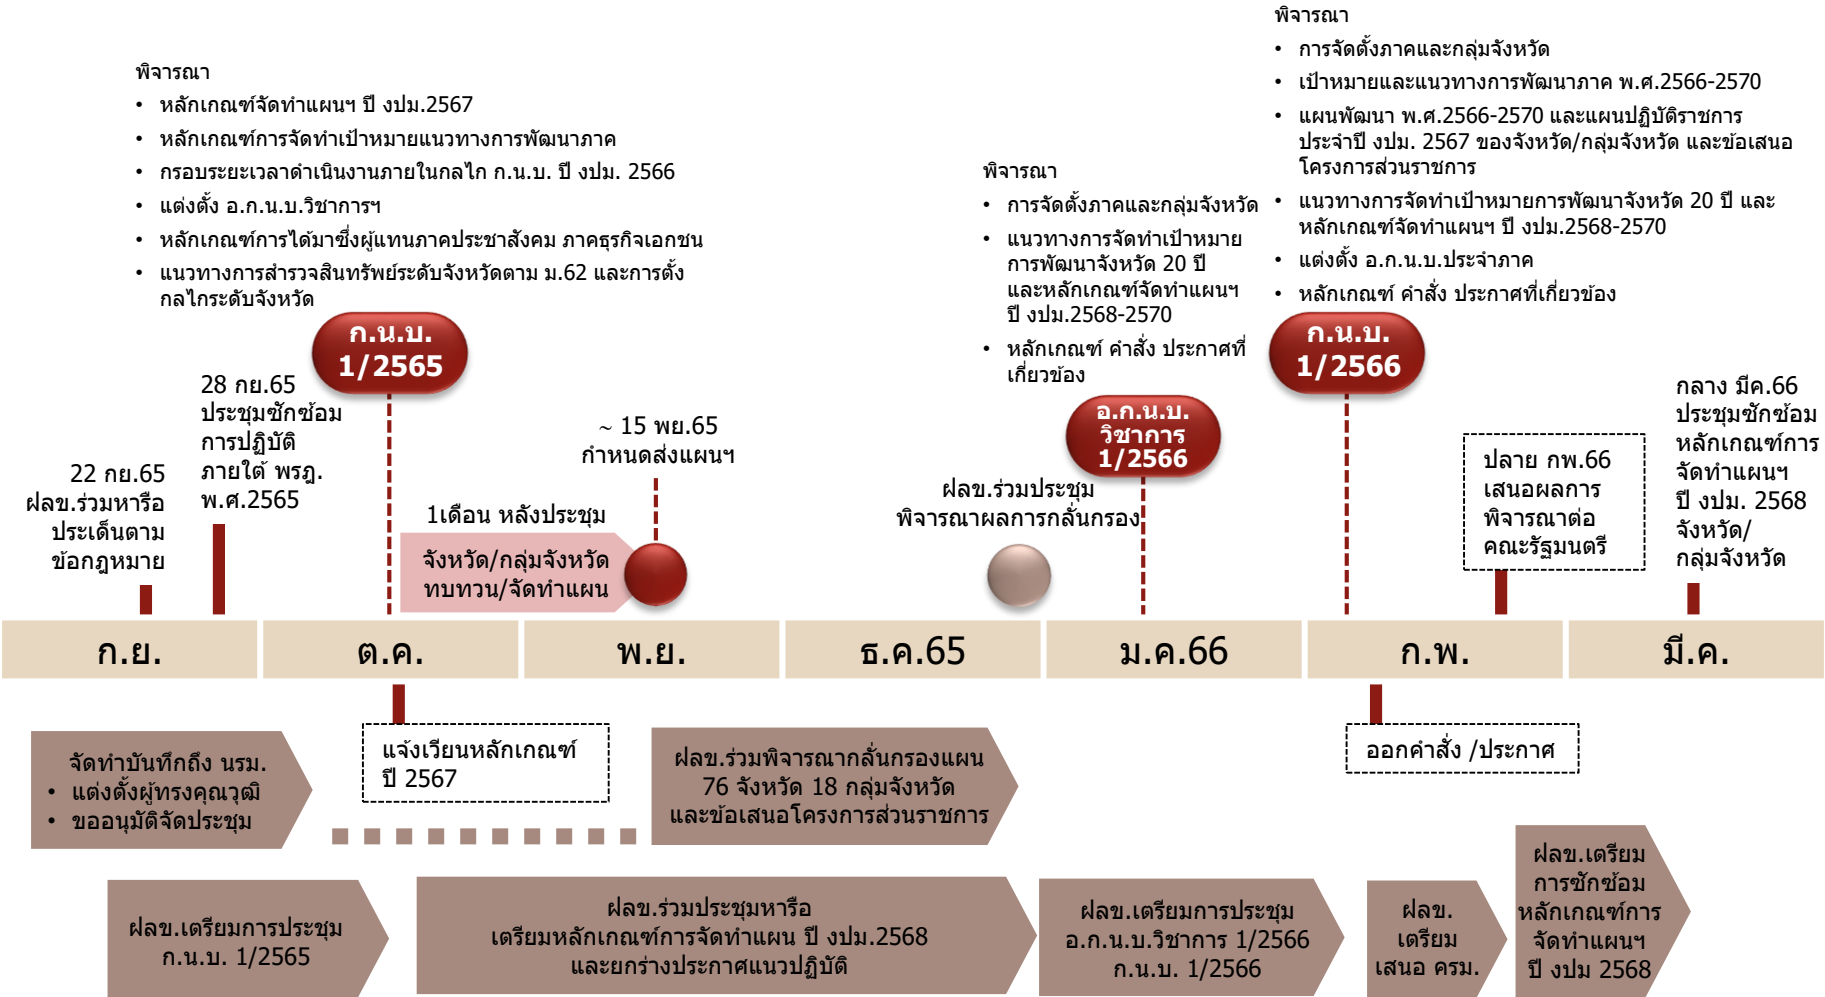 พิจารณา
• หลักเกณฑ์จัดทำแผนฯ ปี งปม.2567
• หลักเกณฑ์การจัดทำเป้าหมายแนวทางการพัฒนาภาค
• กรอบระยะเวลาดำเนินงานภายในกลไก ก.น.บ. ปี งปม. 2566
• แต่งตั้ง อ.ก.น.บ.วิชาการฯ
• หลักเกณฑ์การได้มาซึ่งผู้แทนภาคประชาสังคม ภาคธุรกิจเอกชน
• แนวทางการสำรวจสินทรัพย์ระดับจังหวัดตาม ม.62 และการตั้ง
กลไกระดับจังหวัด
ก.น.บ.
1/2565
พิจารณา
• การจัดตั้งภาคและกลุ่มจังหวัด
• แนวทางการจัดทำเป้าหมาย
การพัฒนาจังหวัด 20 ปี
และหลักเกณฑ์จัดทำแผนฯ
ปี งปม.2568-2570
• หลักเกณฑ์ คำสั่ง ประกาศที่
เกี่ยวข้อง
อ.ก.น.บ.
วิชาการ
1/2566
พิจารณา
• การจัดตั้งภาคและกลุ่มจังหวัด
• เป้าหมายและแนวทางการพัฒนาภาค พ.ศ.2566-2570
• แผนพัฒนา พ.ศ.2566-2570 และแผนปฏิบัติราชการ
ประจำปี งปม. 2567 ของจังหวัด/กลุ่มจังหวัด และข้อเสนอ
โครงการส่วนราชการ
• แนวทางการจัดทำเป้าหมายการพัฒนาจังหวัด 20 ปี และ
หลักเกณฑ์จัดทำแผนฯ ปี งปม.2568-2570
• แต่งตั้ง อ.ก.น.บ.ประจำภาค
• หลักเกณฑ์ คำสั่ง ประกาศที่เกี่ยวข้อง
ก.น.บ.
1/2566
22 กย.65
ฝลข.ร่วมหารือ
ประเด็นตาม
ข้อกฎหมาย
28 กย.65
ประชุมซักซ้อม
การปฏิบัติ
ภายใต้ พรฎ.
พ.ศ.2565
1เดือน หลังประชุม
จังหวัด/กลุ่มจังหวัด
ทบทวน/จัดทำแผน
~ 15 พย.65
กำหนดส่งแผนฯ
ฝลข.ร่วมประชุม
พิจารณาผลการกลั่นกรอง
ปลาย กพ.66
เสนอผลการ
พิจารณาต่อ
คณะรัฐมนตรี
กลาง มีค.66
ประชุมซักซ้อม
หลักเกณฑ์การ
จัดทำแผนฯ
ปี งปม. 2568
จังหวัด/
กลุ่มจังหวัด
ก.ย.
ต.ค.
พ.ย.
ธ.ค.65
ม.ค.66
ก.พ.
มี.ค.
จัดทำบันทึกถึง นรม.
• แต่งตั้งผู้ทรงคุณวุฒิ
• ขออนุมัติจัดประชุม
แจ้งเวียนหลักเกณฑ์
ปี 2567
ฝลข.ร่วมพิจารณากลั่นกรองแผน
76 จังหวัด 18 กลุ่มจังหวัด
และข้อเสนอโครงการส่วนราชการ
ออกคำสั่ง /ประกาศ
ฝลข.เตรียมการประชุม
ก.น.บ. 1/2565
ฝลข.ร่วมประชุมหารือ
เตรียมหลักเกณฑ์การจัดทำแผน ปี งปม.2568
และยกร่างประกาศแนวปฏิบัติ
ฝลข.เตรียมการประชุม
อ.ก.น.บ.วิชาการ 1/2566
ก.น.บ. 1/2566
ฝลข.
เตรียม
เสนอ ครม.
ฝลข.เตรียม
การซักซ้อม
หลักเกณฑ์การ
จัดทำแผนฯ
ปี งปม 2568